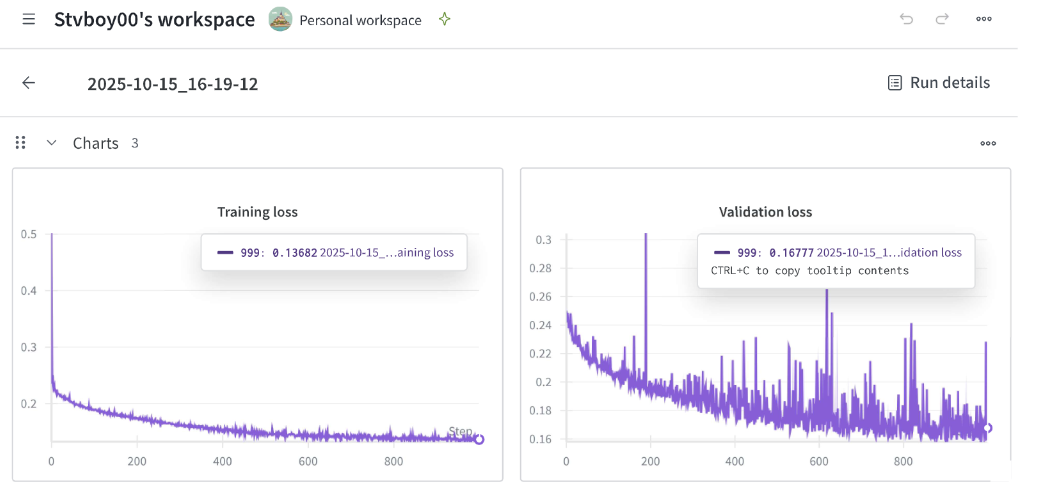 Stvboy00's workspace Personal workspace
2025-10-15_16-19-12 Run details
Charts 3
Training loss
999: 0.13682 2025-10-15_...aining loss
0.5
0.4
0.3
0.2
Step
0 200 400 600 800
Validation loss
999: 0.16777 2025-10-15_1...idation loss
CTRL+C to copy tooltip contents
0.3
0.28
0.26
0.24
0.22
0.2
0.18
0.16
0 200 400 600 800